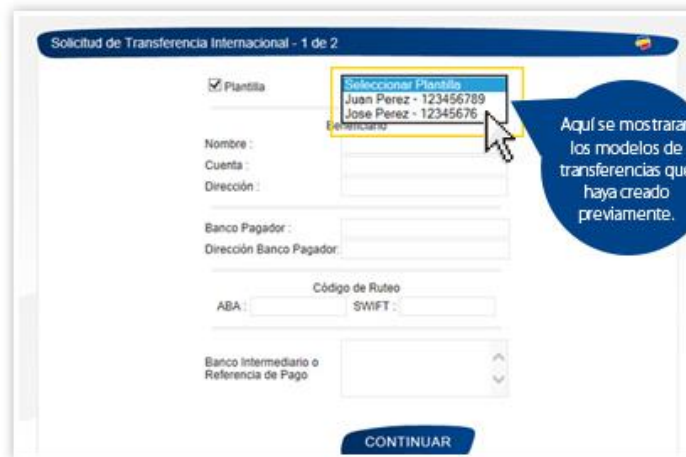 Solicitud de Transferencia Internacional - 1 de 2
Plantilla
Seleccionar Plantilla
Juan Perez - 123456789
Jose Perez - 12345676
Beneficiario
Nombre :
Cuenta :
Dirección :
Banco Pagador :
Dirección Banco Pagador:
Código de Ruteo
ABA : SWIFT :
Banco Intermediario o
Referencia de Pago
CONTINUAR
Aquí se mostraran
los modelos de
transferencias que
haya creado
previamente.